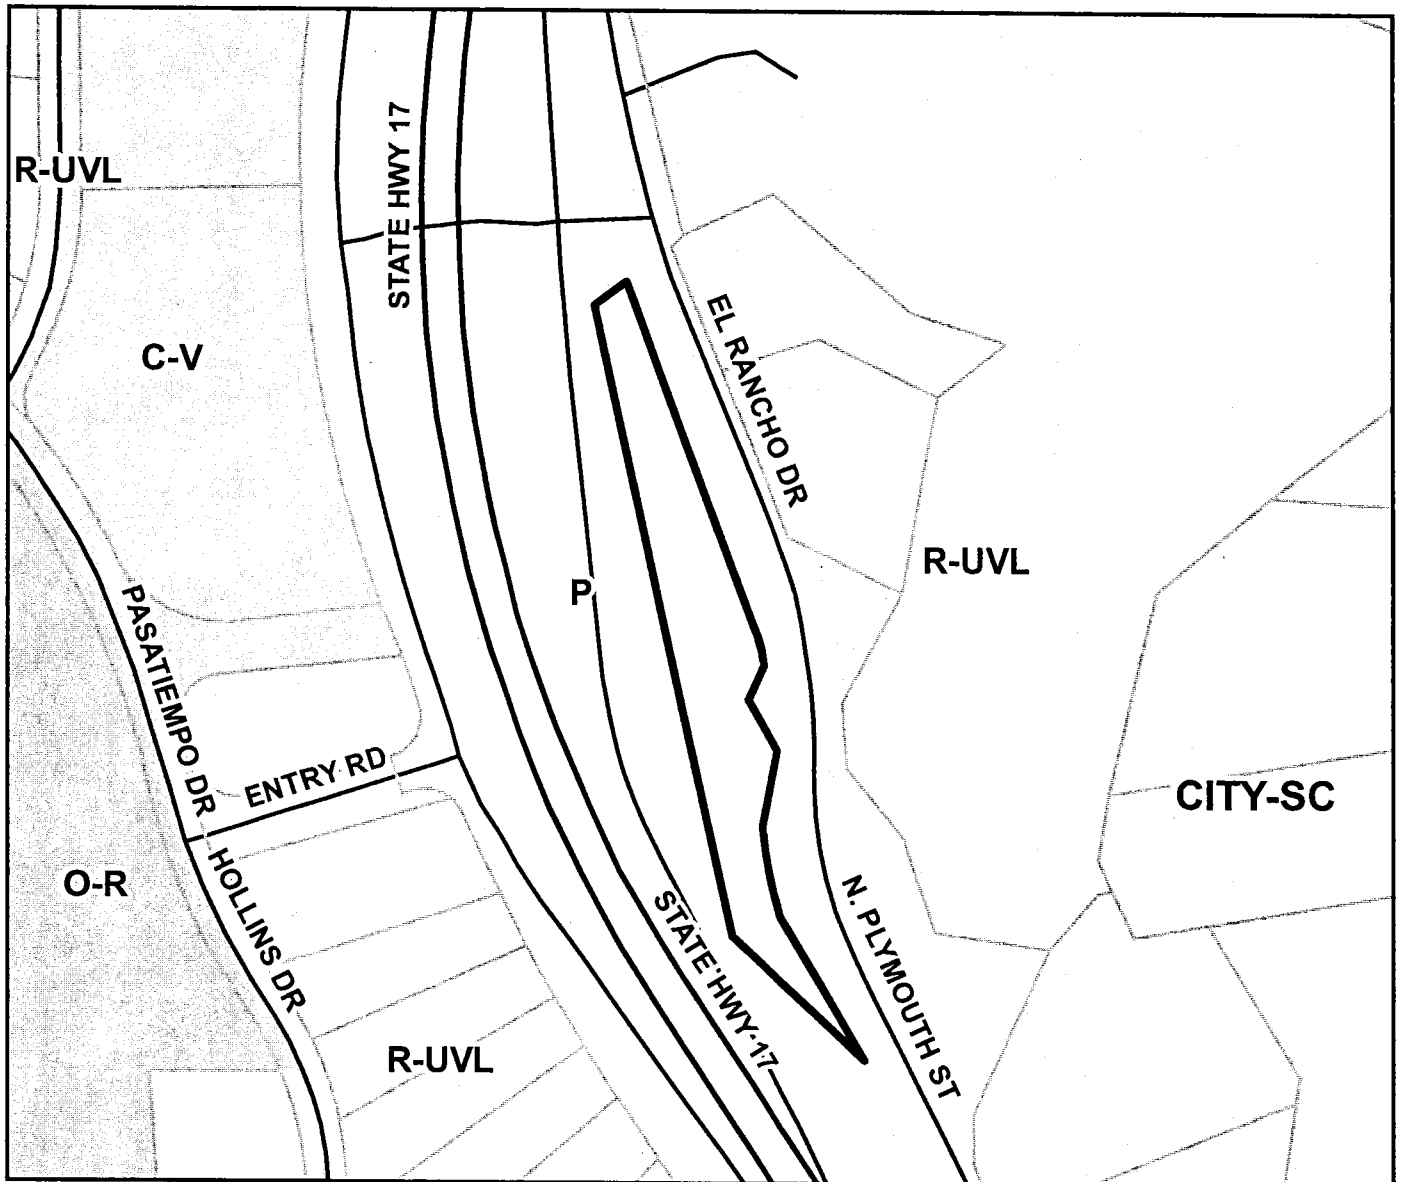 R-UVL
STATE HWY 17
C-V
EL RANCHO DR
R-UVL
P
PASATIEMPO DR
ENTRY RD
CITY-SC
O-R
HOLLINS DR
STATE HWY 17
N. PLYMOUTH ST
R-UVL